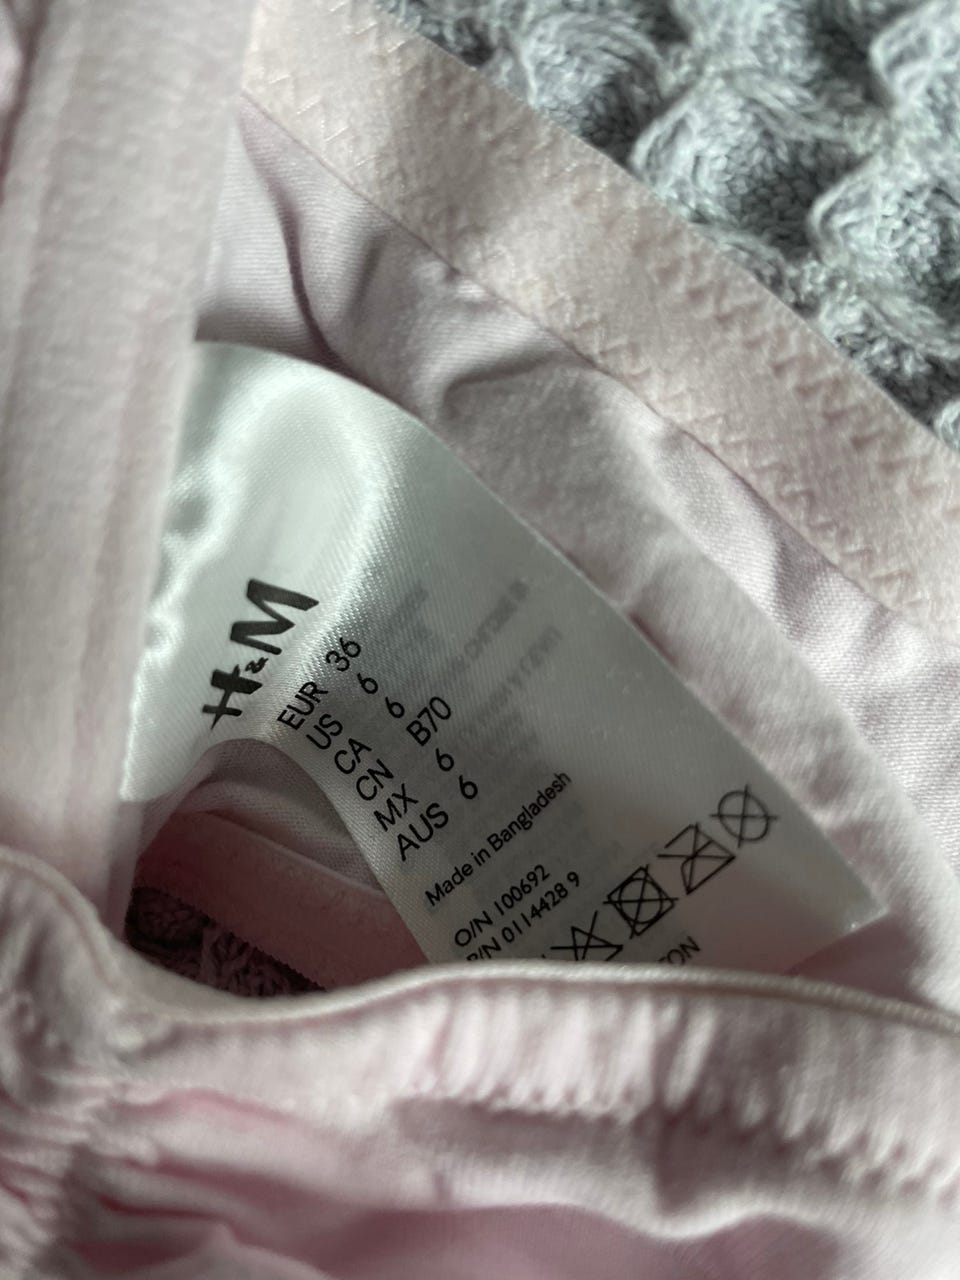 H&M
EUR 36
US 6
CA 6
CN B70
MX 6
AUS 6
Made in Bangladesh
O/N 100692
P/N 0114428 9